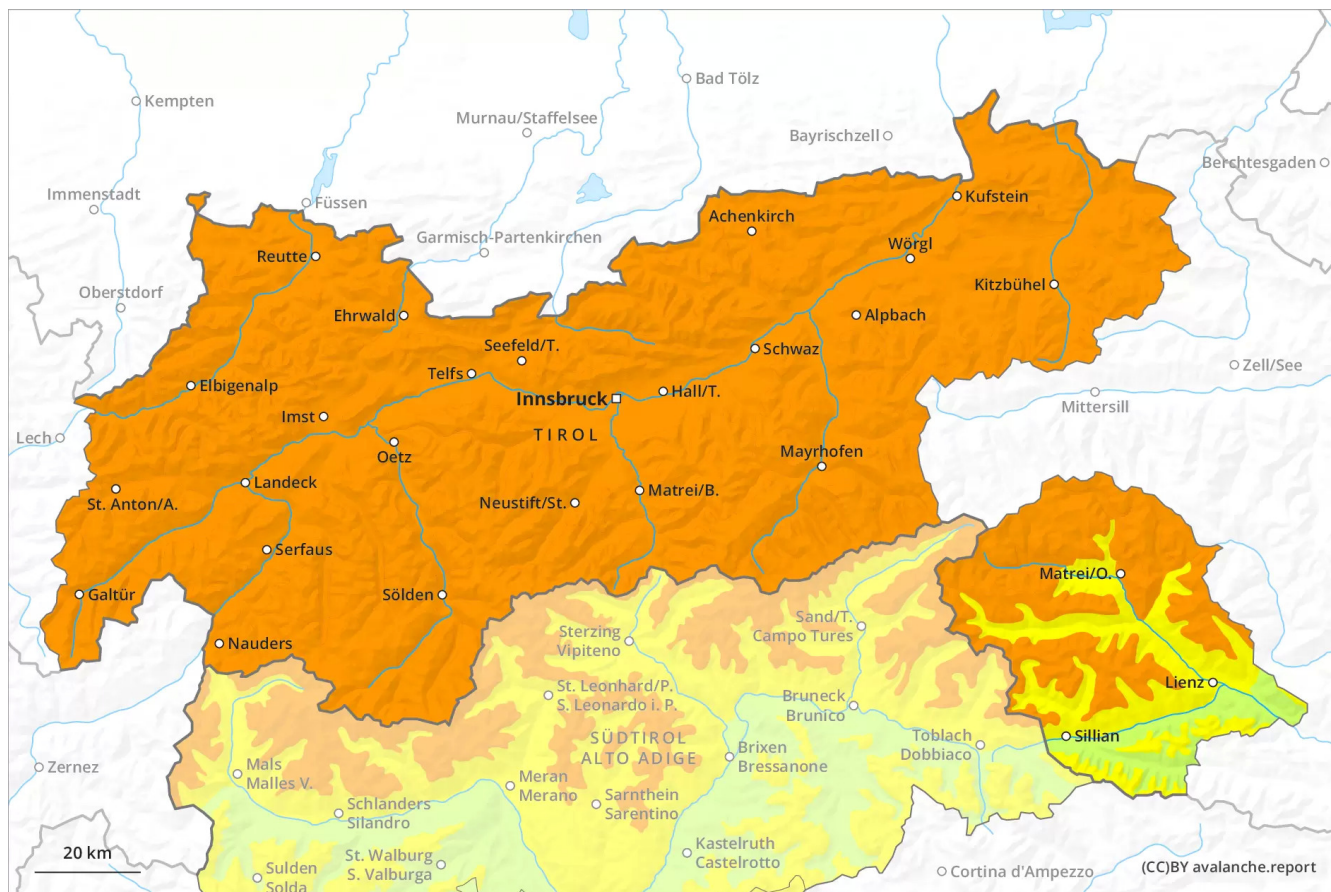 Kempten
Bad Tölz
Murnau/Staffelsee
Bayrischzell
Berchtesgaden
Immenstadt
Füssen
Kufstein
Achenkirch
Garmisch-Partenkirchen
Wörgl
Reutte
Kitzbühel
Oberstdorf
Ehrwald
Alpbach
Seefeld/T.
Schwaz
Zell/See
Telfs
Elbigenalp
Hall/T.
Innsbruck
Mittersill
Imst
TIROL
Lech
Oetz
Mayrhofen
Landeck
Matrei/B.
St. Anton/A.
Neustift/St.
Serfaus
Matrei/O.
Galtür
Sölden
Sand/T.
Campo Tures
Sterzing
Vipiteno
Nauders
Lienz
St. Leonhard/P.
S. Leonardo i. P.
Bruneck
Brunico
Sillian
SÜDTIROL
ALTO ADIGE
Toblach
Dobbiaco
Brixen
Bressanone
Zernez
Mals
Malles V.
Meran
Merano
Schlanders
Silandro
Sarnthein
Sarentino
20 km
St. Walburg
S. Valburga
Kastelruth
Castelrotto
Sulden
Solda
Cortina d'Ampezzo
(CC)BY avalanche.report